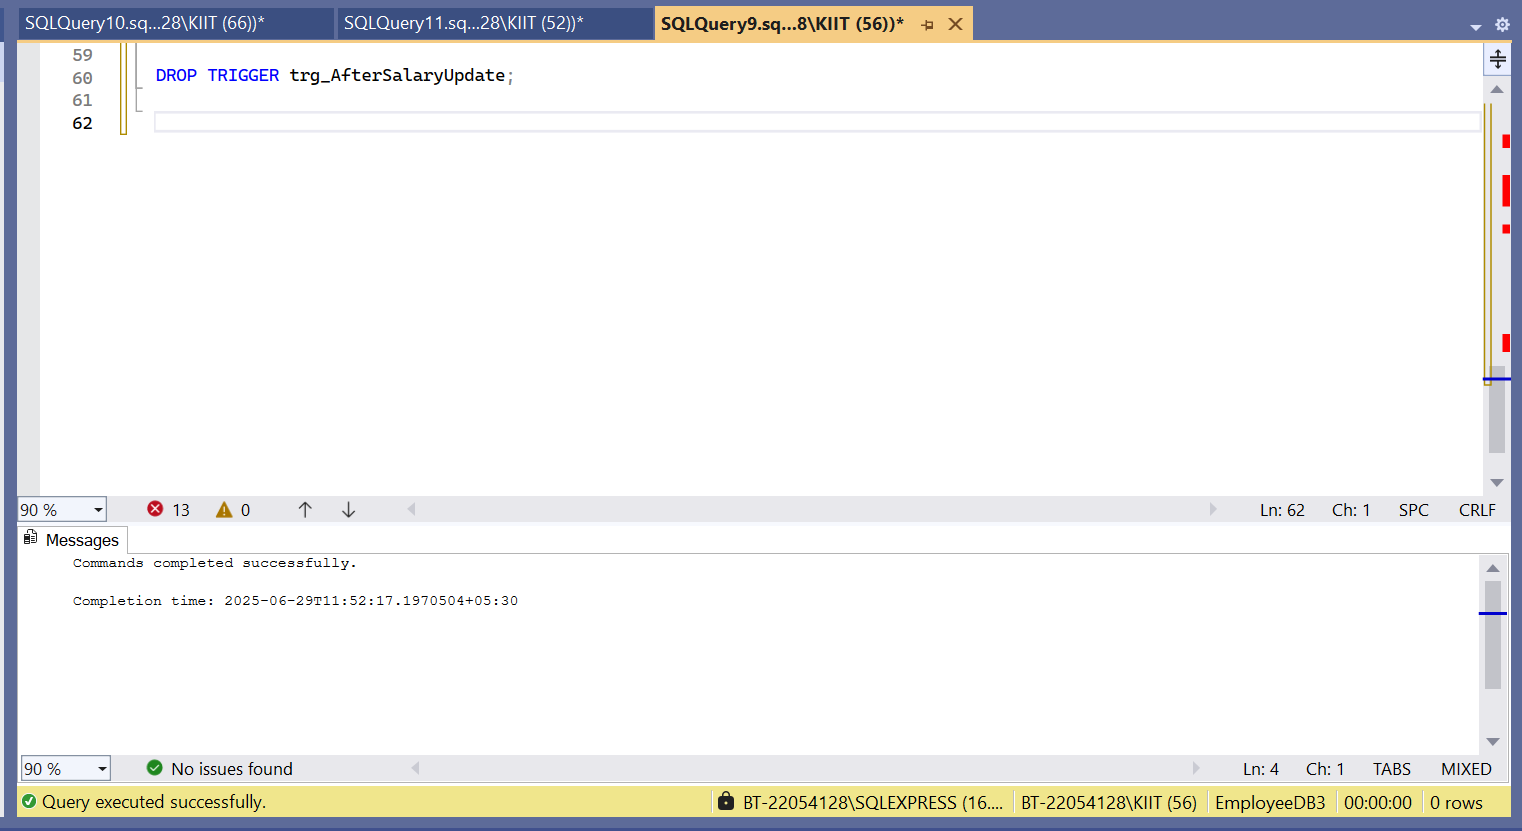 SQLQuery10.sq...28\KIIT (66))*
SQLQuery11.sq...28\KIIT (52))*
SQLQuery9.sq...8\KIIT (56))*
59
60 DROP TRIGGER trg_AfterSalaryUpdate;
61
62
90 % 13 0 Ln: 62 Ch: 1 SPC CRLF
Messages
Commands completed successfully.
Completion time: 2025-06-29T11:52:17.1970504+05:30
90 % No issues found Ln: 4 Ch: 1 TABS MIXED
Query executed successfully. BT-22054128\SQLEXPRESS (16.... BT-22054128\KIIT (56) EmployeeDB3 00:00:00 0 rows